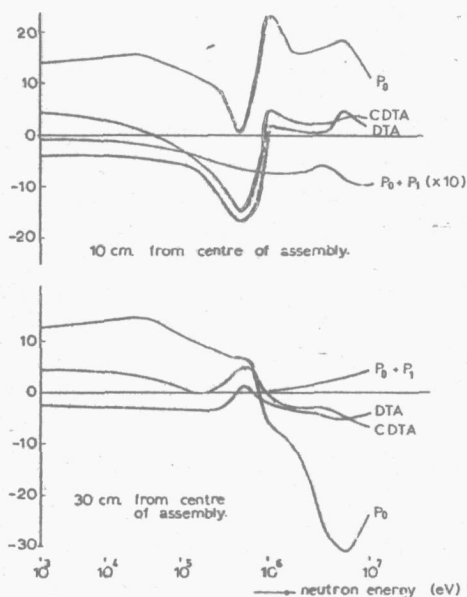 20
10
0
-10
-20
P₀
CDTA
DTA
P₀ + P₁ (x10)
10 cm. from centre of assembly.
10
0
-10
-20
-30
P₀ + P₁
DTA
CDTA
P₀
30 cm. from centre
of assembly.
10³
10⁴
10⁵
10⁶
10⁷
neutron energy (eV)